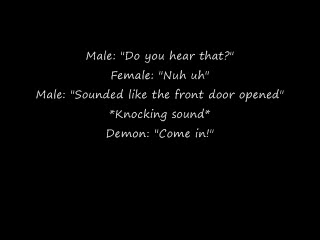 Male: "Do you hear that?"
Female: "Nuh uh"
Male: "Sounded like the front door opened"
*Knocking sound*
Demon: "Come in!"